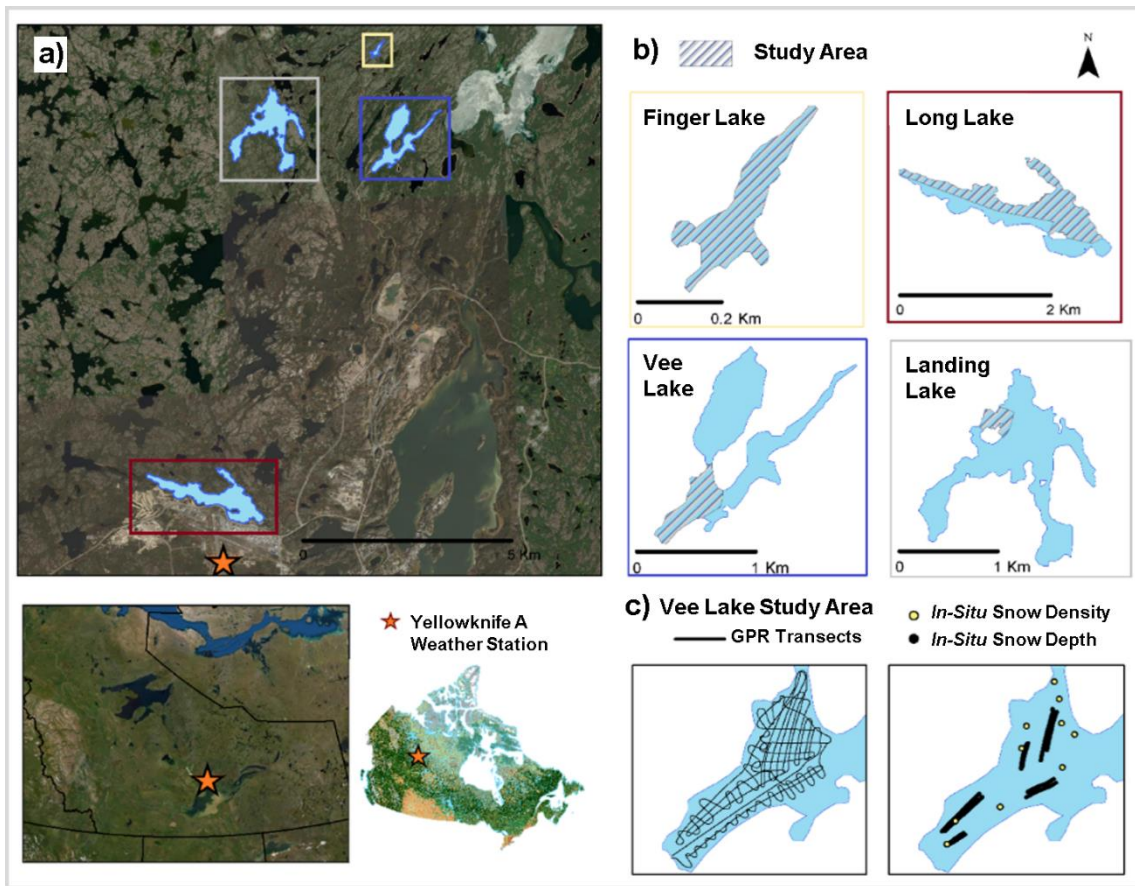 a)
0
5 Km
Yellowknife A
Weather Station
b)
Study Area
N
Finger Lake
0
0.2 Km
Long Lake
0
2 Km
Vee
Lake
0
1 Km
Landing
Lake
0
1 Km
c) Vee Lake Study Area
GPR Transects
In-Situ Snow Density
In-Situ Snow Depth